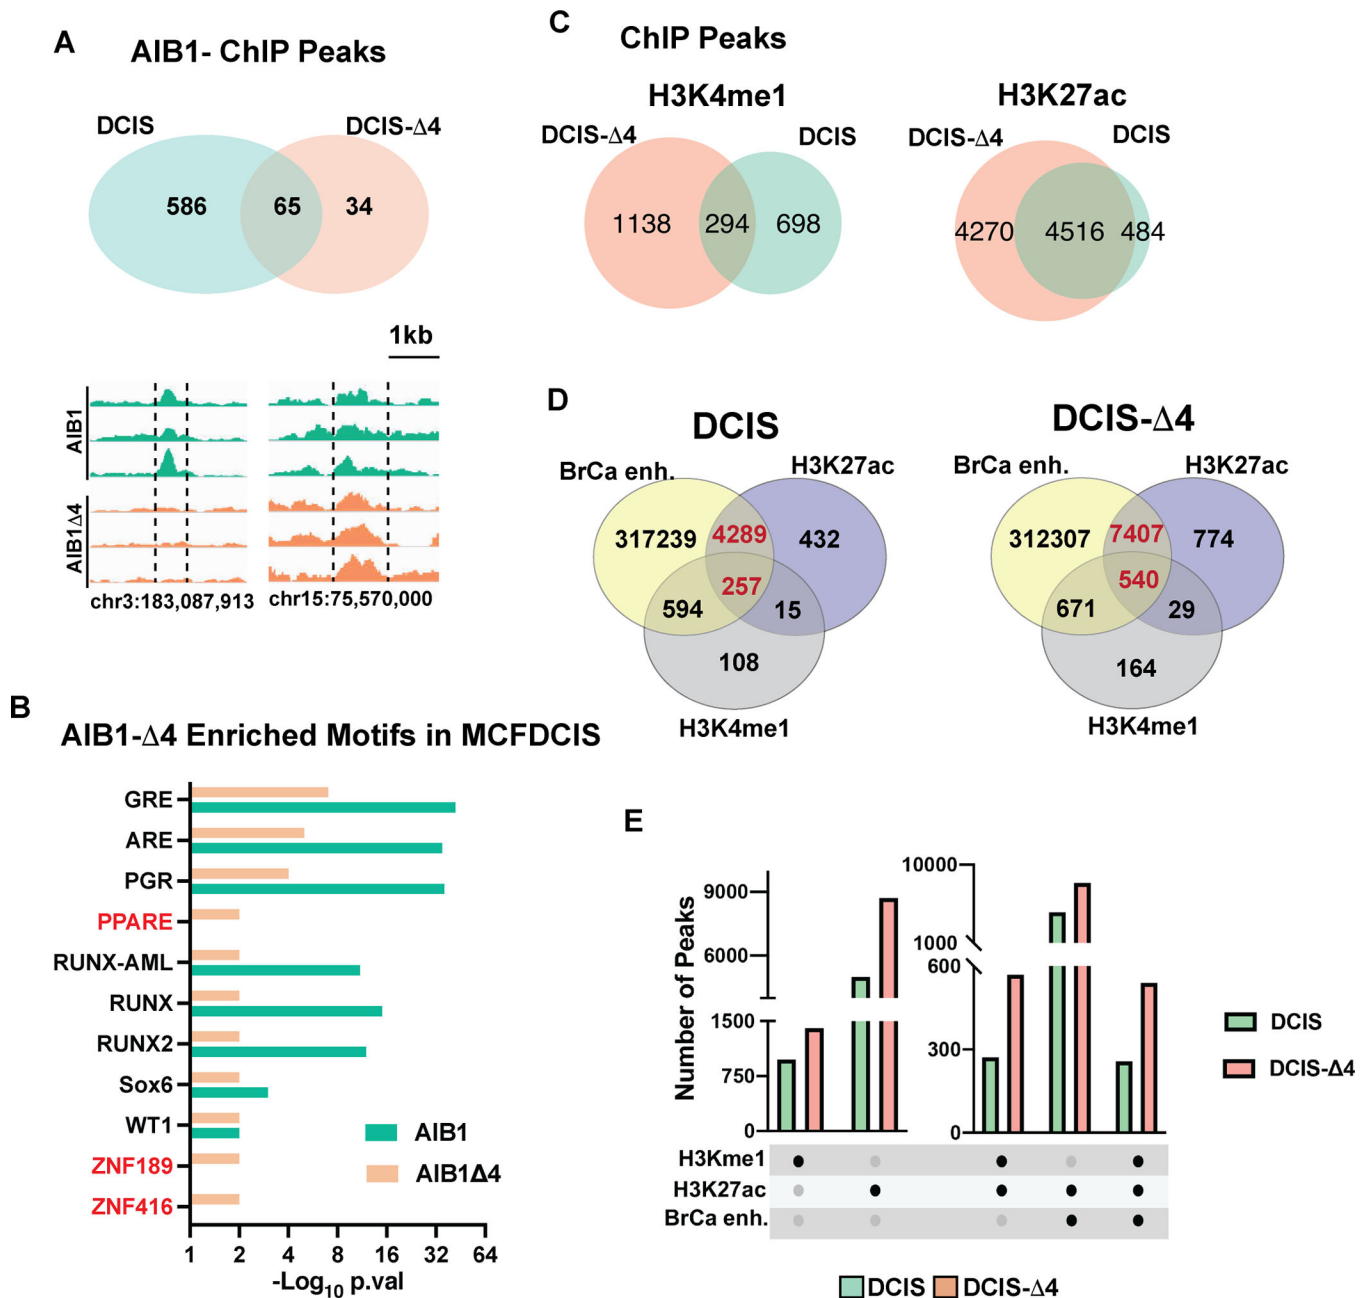 A
AIB1- ChIP Peaks
DCIS
DCIS-Δ4
586
65
34
1kb
AIB1
AIB1Δ4
chr3:183,087,913
chr15:75,570,000
B
AIB1-Δ4 Enriched Motifs in MCFDCIS
GRE
ARE
PGR
PPARE
RUNX-AML
RUNX
RUNX2
Sox6
WT1
ZNF189
ZNF416
AIB1
AIB1Δ4
1 2 4 8 16 32 64
-Log10 p.val
C
ChIP Peaks
H3K4me1
DCIS-Δ4
DCIS
1138
294
698
H3K27ac
DCIS-Δ4
DCIS
4270
4516
484
D
DCIS
BrCa enh.
H3K27ac
317239
4289
432
257
594
15
108
H3K4me1
DCIS-Δ4
BrCa enh.
H3K27ac
312307
7407
774
540
671
29
164
H3K4me1
E
Number of Peaks
9000
6000
1500
750
0
10000
1000
600
300
0
DCIS
DCIS-Δ4
H3Kme1
H3K27ac
BrCa enh.
DCIS DCIS-Δ4